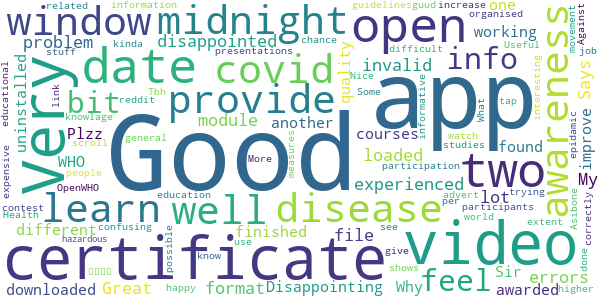 window midnight open one awareness
related information guidelines guud increase organised
kinda stuff presentations chance difficult Useful
problem disappointed working
date covid info Says movement Against job
educational link uninstalled Very bit reddit Tbh
provide quality invalid Nice Some informative What tap
Plzz knowlage Watch module another courses found
WHO scroll general loaded improve epidemic interesting
Good app two
learn well disease experienced lot My
expensive people More measures participation
OpenWHO education different finished file
advert per trying participants
certificate video
contest Health confusing possible use see extent Asibone
hazardous happy know give world done correctly
Great format Disappointing Why feel Sir errors
downloaded shows awarded higher
watch studies